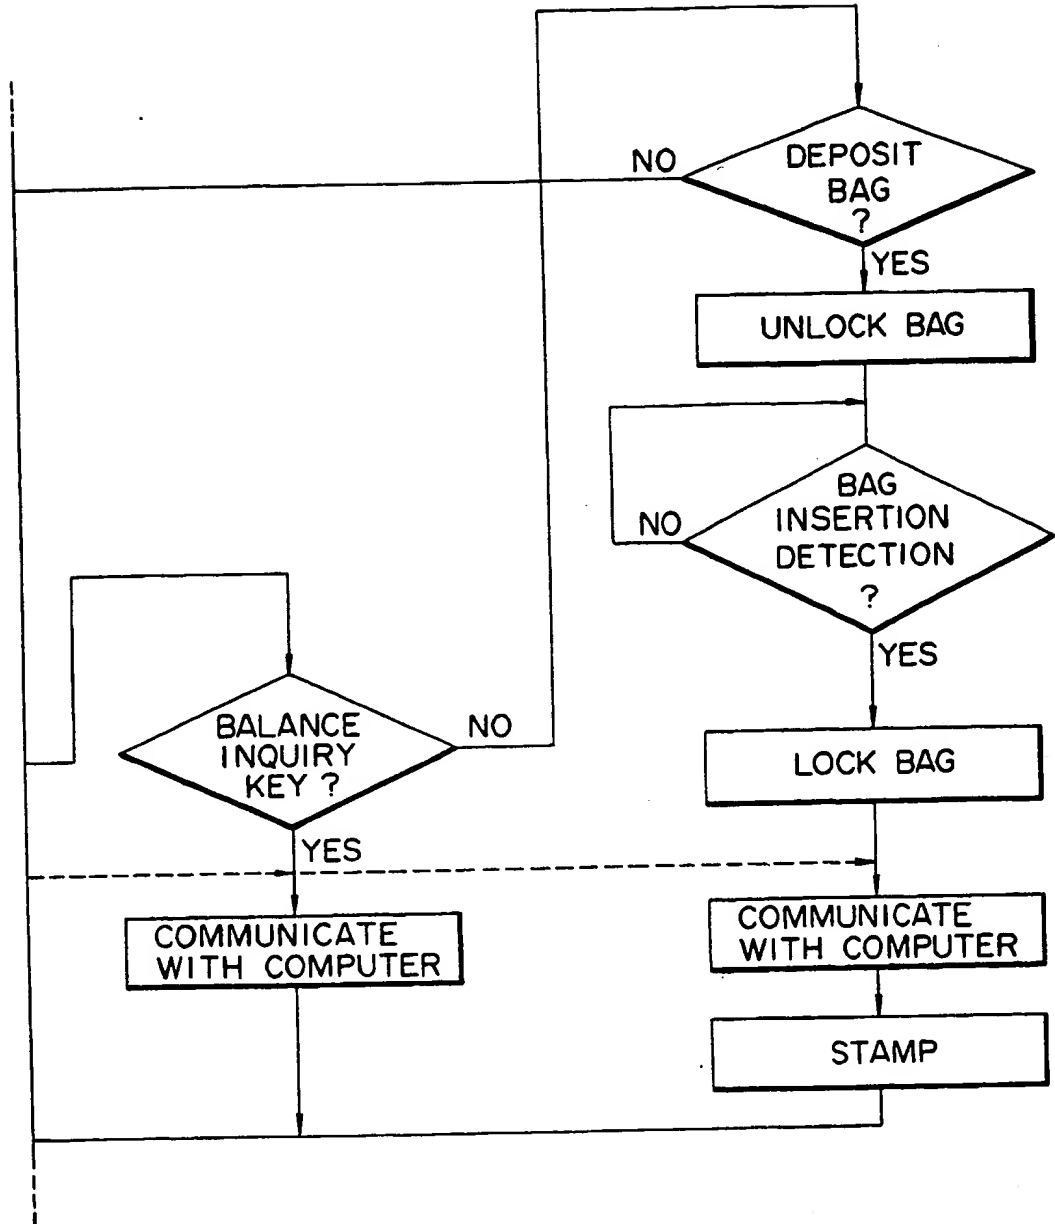 NO
DEPOSIT
BAG
?
YES
UNLOCK BAG
BAG
INSERTION
DETECTION
?
NO
YES
BALANCE
INQUIRY
KEY ?
NO
YES
LOCK BAG
COMMUNICATE
WITH COMPUTER
COMMUNICATE
WITH COMPUTER
STAMP